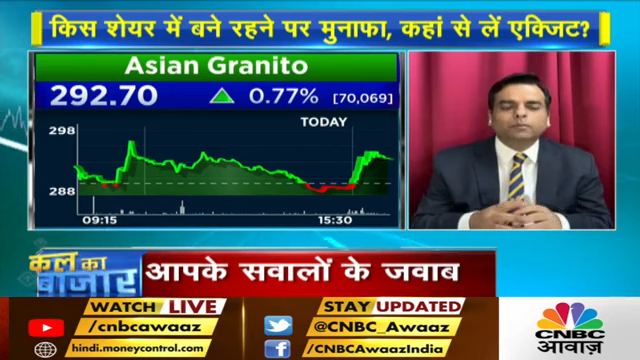 किस शेयर में बने रहने पर मुनाफा, कहां से लें एक्जिट?
Asian Granito
292.70 ▲ 0.77% [70,069]
TODAY
298
288
09:15 15:30
कल का
बाज़ार
आपके सवालों के जवाब
WATCH LIVE
/cnbcawaaz
hindi.moneycontrol.com
STAY UPDATED
@CNBC_Awaaz
/CNBCAwaazIndia
CNBC
आवाज़